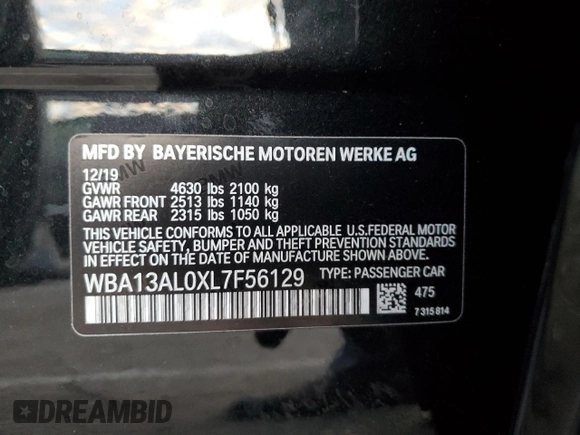 MFD BY BAYERISCHE MOTOREN WERKE AG
12/19
GVWR 4630 lbs 2100 kg
GAWR FRONT 2513 lbs 1140 kg
GAWR REAR 2315 lbs 1050 kg
THIS VEHICLE CONFORMS TO ALL APPLICABLE U.S.FEDERAL MOTOR
VEHICLE SAFETY, BUMPER AND THEFT PREVENTION STANDARDS
IN EFFECT ON THE DATE OF MANUFACTURE SHOWN ABOVE.
WBA13AL0XL7F56129 TYPE: PASSENGER CAR
475
7 315 814
DREAMBID